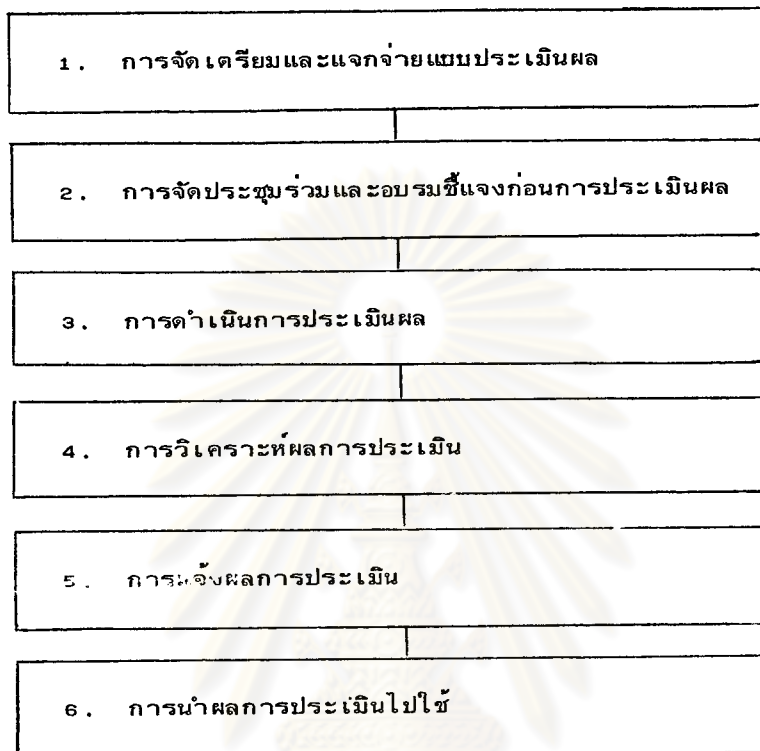 1. การจัดเตรียมและแจกจ่ายแบบประเมินผล
2. การจัดประชุมร่วมและอบรมชี้แจงก่อนการประเมินผล
3. การดำเนินการประเมินผล
4. การวิเคราะห์ผลการประเมิน
5. การแจ้งผลการประเมิน
6. การนำผลการประเมินไปใช้